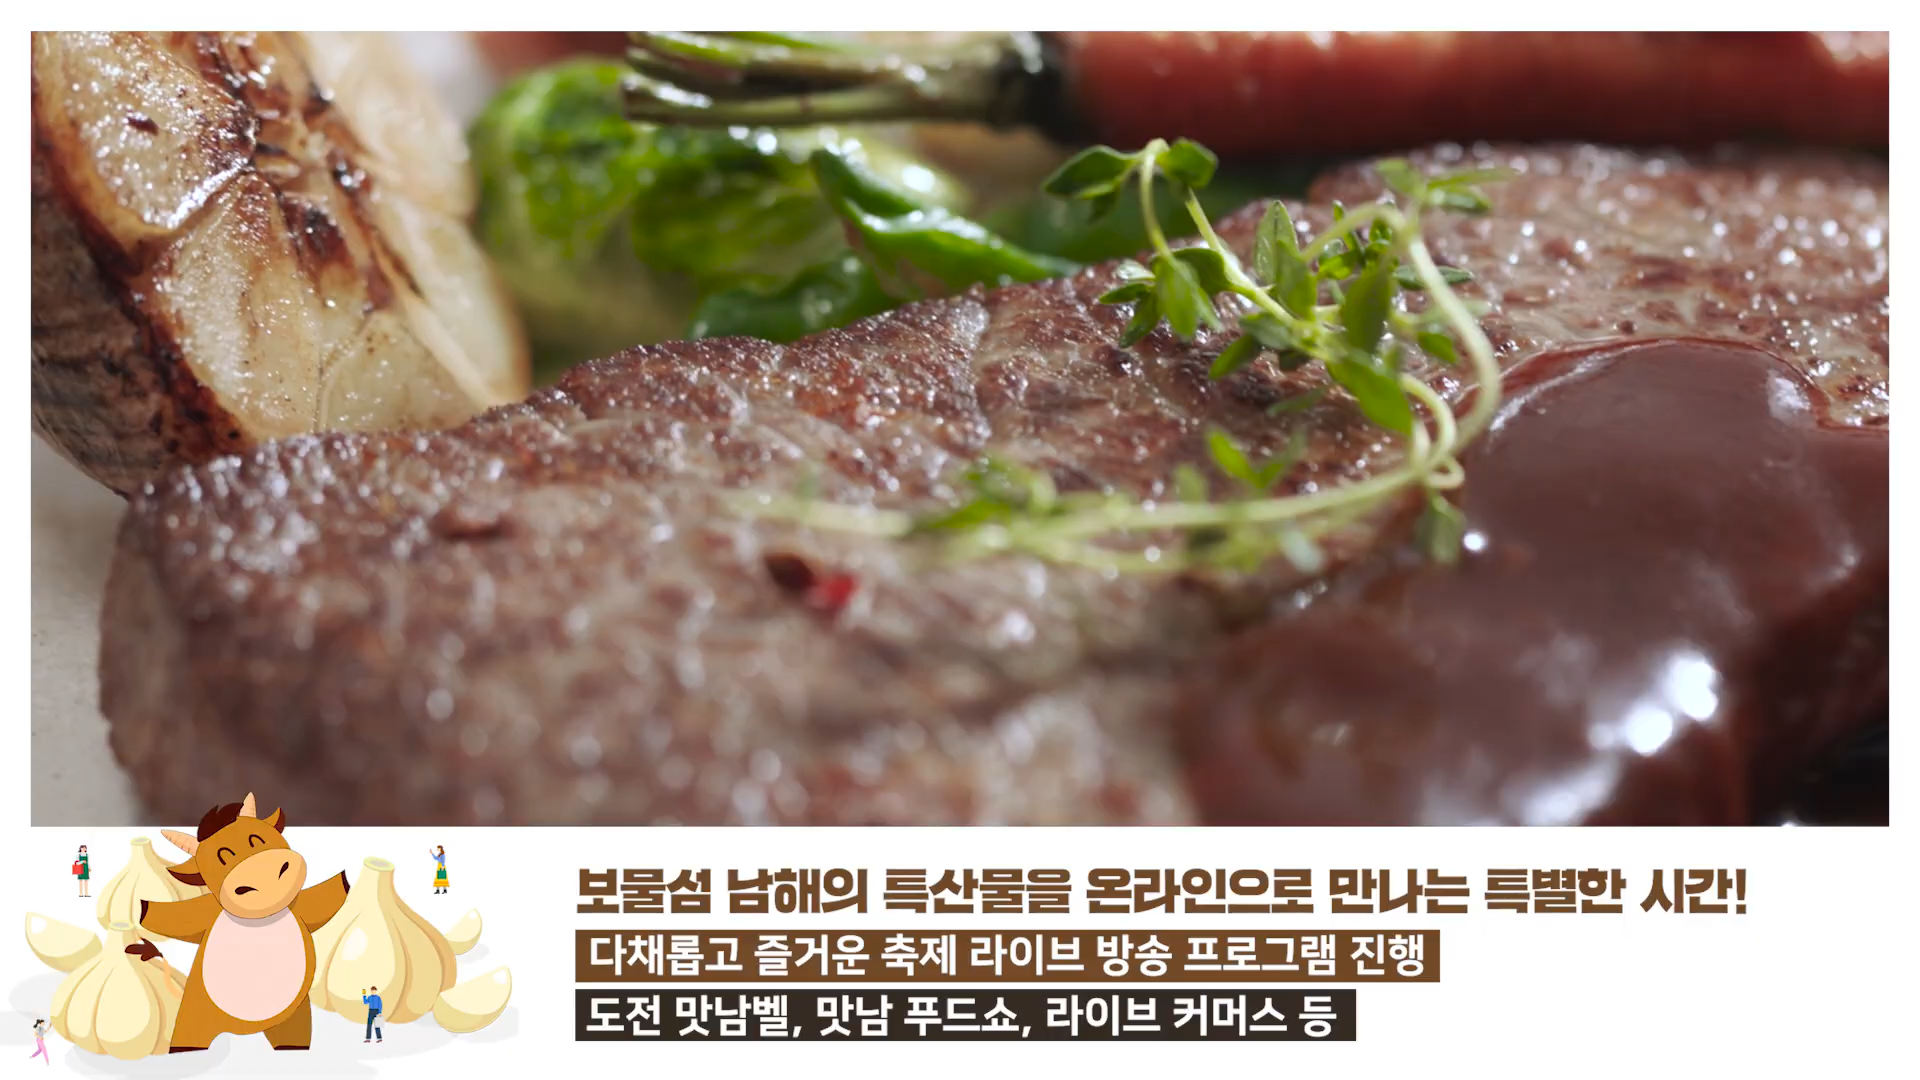 보물섬 남해의 특산물을 온라인으로 만나는 특별한 시간!
다채롭고 즐거운 축제 라이브 방송 프로그램 진행
도전 맛남벨, 맛남 푸드쇼, 라이브 커머스 등